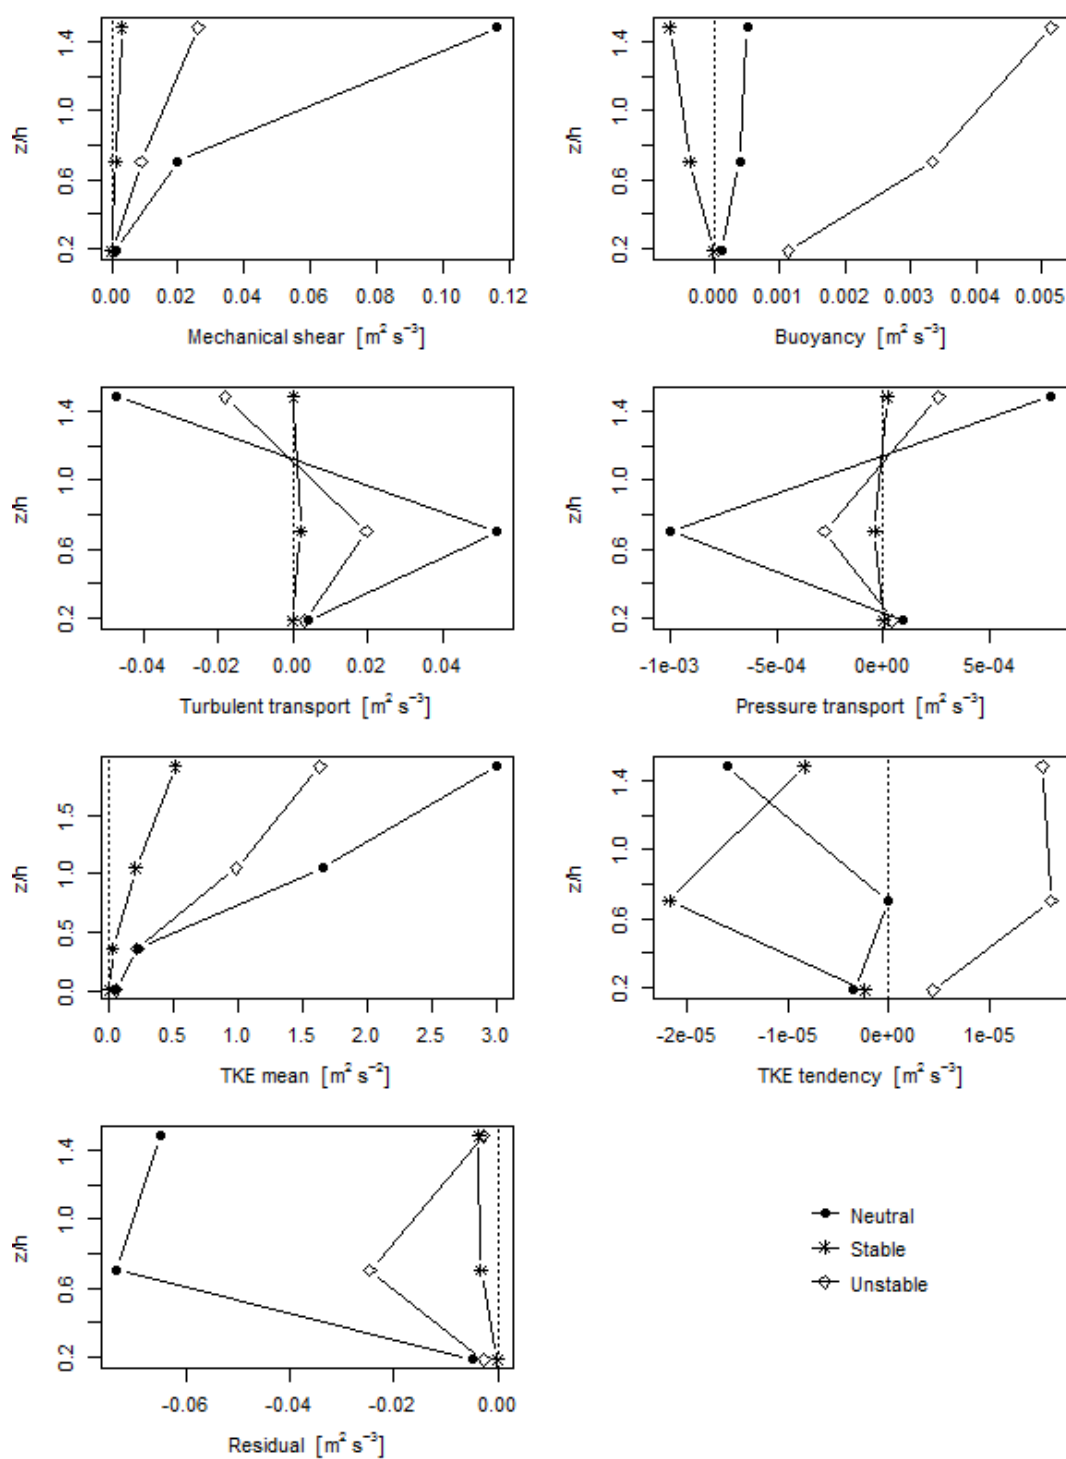 z/h
1.4
1.0
0.6
0.2
0.00 0.02 0.04 0.06 0.08 0.10 0.12
Mechanical shear [m² s⁻³]
z/h
1.4
1.0
0.6
0.2
0.000 0.001 0.002 0.003 0.004 0.005
Buoyancy [m² s⁻³]
z/h
1.4
1.0
0.6
0.2
-0.04 -0.02 0.00 0.02 0.04
Turbulent transport [m² s⁻³]
z/h
1.4
1.0
0.6
0.2
-1e-03 -5e-04 0e+00 5e-04
Pressure transport [m² s⁻³]
z/h
1.5
1.0
0.5
0.0
0.0 0.5 1.0 1.5 2.0 2.5 3.0
TKE mean [m² s⁻²]
z/h
1.4
1.0
0.6
0.2
-2e-05 -1e-05 0e+00 1e-05
TKE tendency [m² s⁻³]
z/h
1.4
1.0
0.6
0.2
-0.06 -0.04 -0.02 0.00
Residual [m² s⁻³]
Neutral
Stable
Unstable